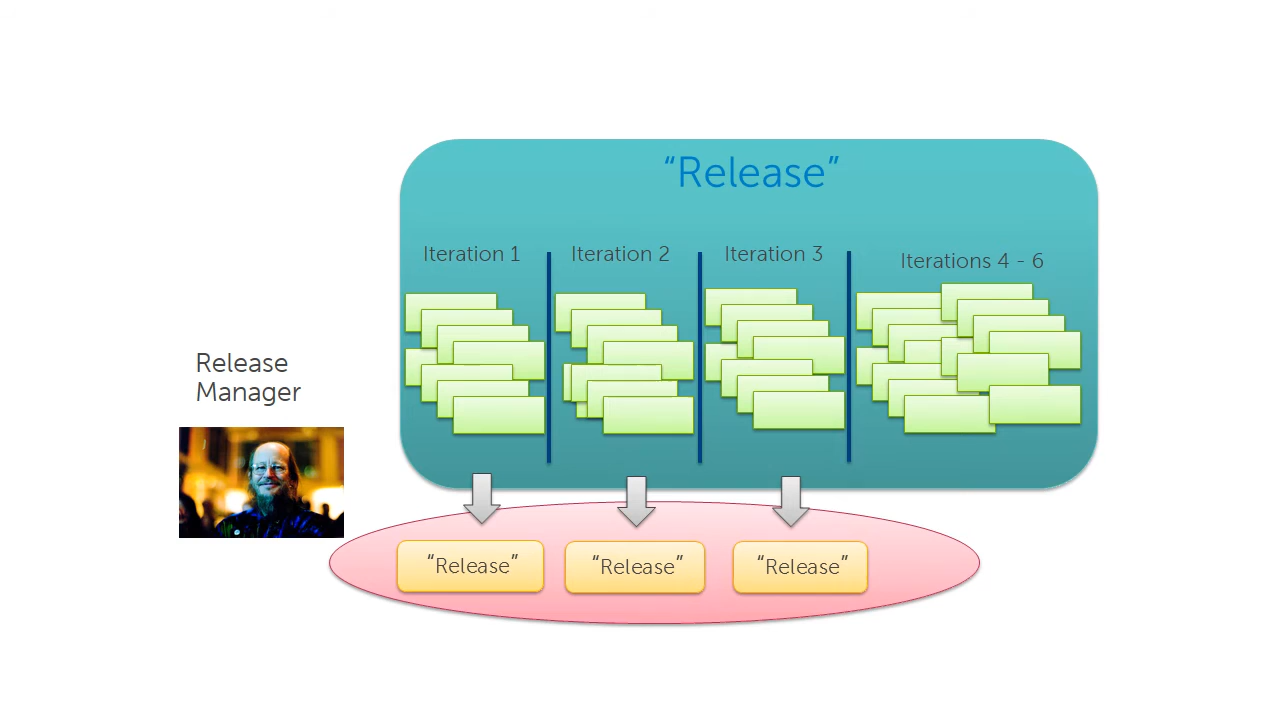 “Release”
Iteration 1
Iteration 2
Iteration 3
Iterations 4 - 6
Release
Manager
“Release”
“Release”
“Release”